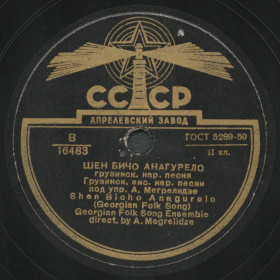 СССР
АПРЕЛЕВСКИЙ ЗАВОД
В
16483
ГОСТ 5289-50
II кл.
ШЕН БИЧО АНАГУРЕЛО
грузинск. нар. песня
Грузинск. анс. нар. песни
под упр. А. Мегрелидзе
Shen Bicho Anagurelo
(Georgian Folk Song)
Georgian Folk Song Ensemble
direct. by A. Megrelidze